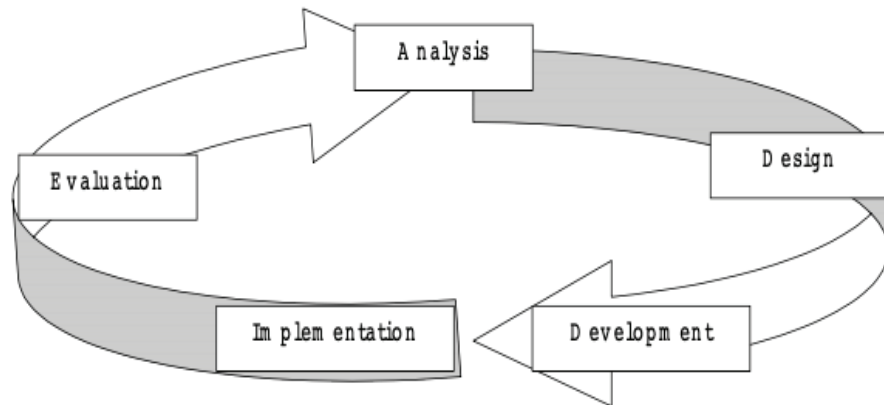 Analysis
Design
Evaluation
Implementation
Development